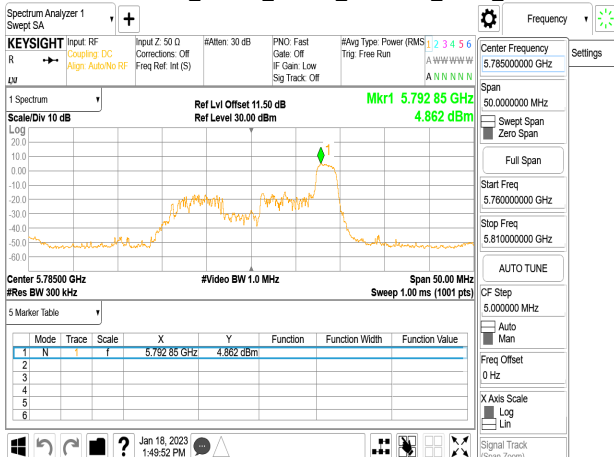 Spectrum Analyzer 1
Swept SA
+
Frequency
Settings
KEYSIGHT
R
LXI
Input: RF
Coupling: DC
Align: Auto/No RF
Input Z: 50 Ω
Corrections: Off
Freq Ref: Int (S)
#Atten: 30 dB
PNO: Fast
Gate: Off
IF Gain: Low
Sig Track: Off
#Avg Type: Power (RMS
Trig: Free Run
1 2 3 4 5 6
A W W W W W
A N N N N N
1 Spectrum
Scale/Div 10 dB
Ref Lvl Offset 11.50 dB
Ref Level 30.00 dBm
Mkr1 5.792 85 GHz
4.862 dBm
Log
20.0
10.0
0.00
-10.0
-20.0
-30.0
-40.0
-50.0
-60.0
1
Center 5.78500 GHz
#Video BW 1.0 MHz
Span 50.00 MHz
#Res BW 300 kHz
Sweep 1.00 ms (1001 pts)
5 Marker Table
Mode Trace Scale X Y Function Function Width Function Value
1 N 1 f 5.792 85 GHz 4.862 dBm
2
3
4
5
6
Jan 18, 2023
1:49:52 PM
?
Center Frequency
5.785000000 GHz
Span
50.0000000 MHz
Swept Span
Zero Span
Full Span
Start Freq
5.760000000 GHz
Stop Freq
5.810000000 GHz
AUTO TUNE
CF Step
5.000000 MHz
Auto
Man
Freq Offset
0 Hz
X Axis Scale
Log
Lin
Signal Track
(Span Zoom)